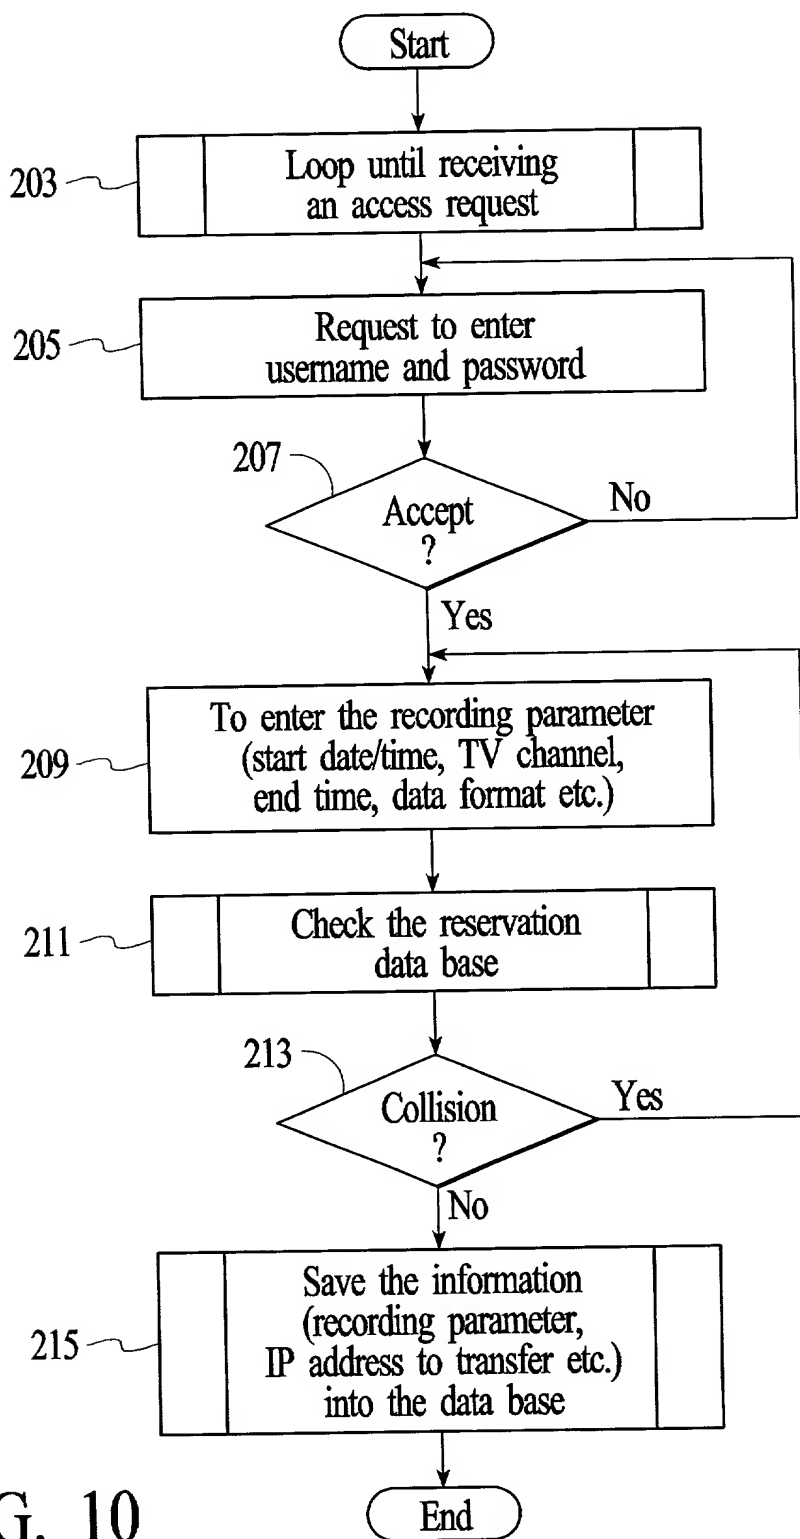 Start
203
Loop until receiving
an access request
205
Request to enter
username and password
207
Accept
?
No
Yes
209
To enter the recording parameter
(start date/time, TV channel,
end time, data format etc.)
211
Check the reservation
data base
213
Collision
?
Yes
No
215
Save the information
(recording parameter,
IP address to transfer etc.)
into the data base
End
G. 10